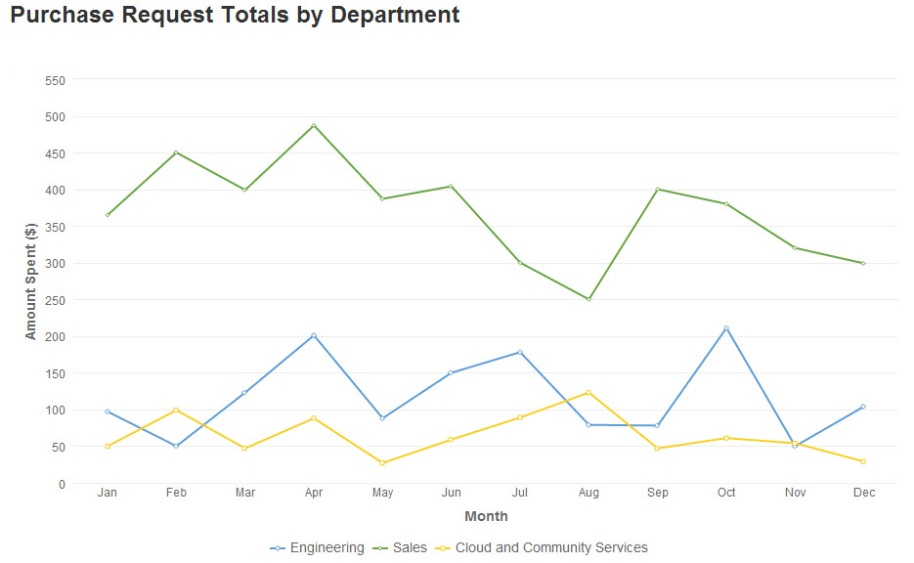 Purchase Request Totals by Department
550
500
450
400
350
300
250
200
150
100
50
0
Amount Spent ($)
Jan Feb Mar Apr May Jun Jul Aug Sep Oct Nov Dec
Month
Engineering Sales Cloud and Community Services